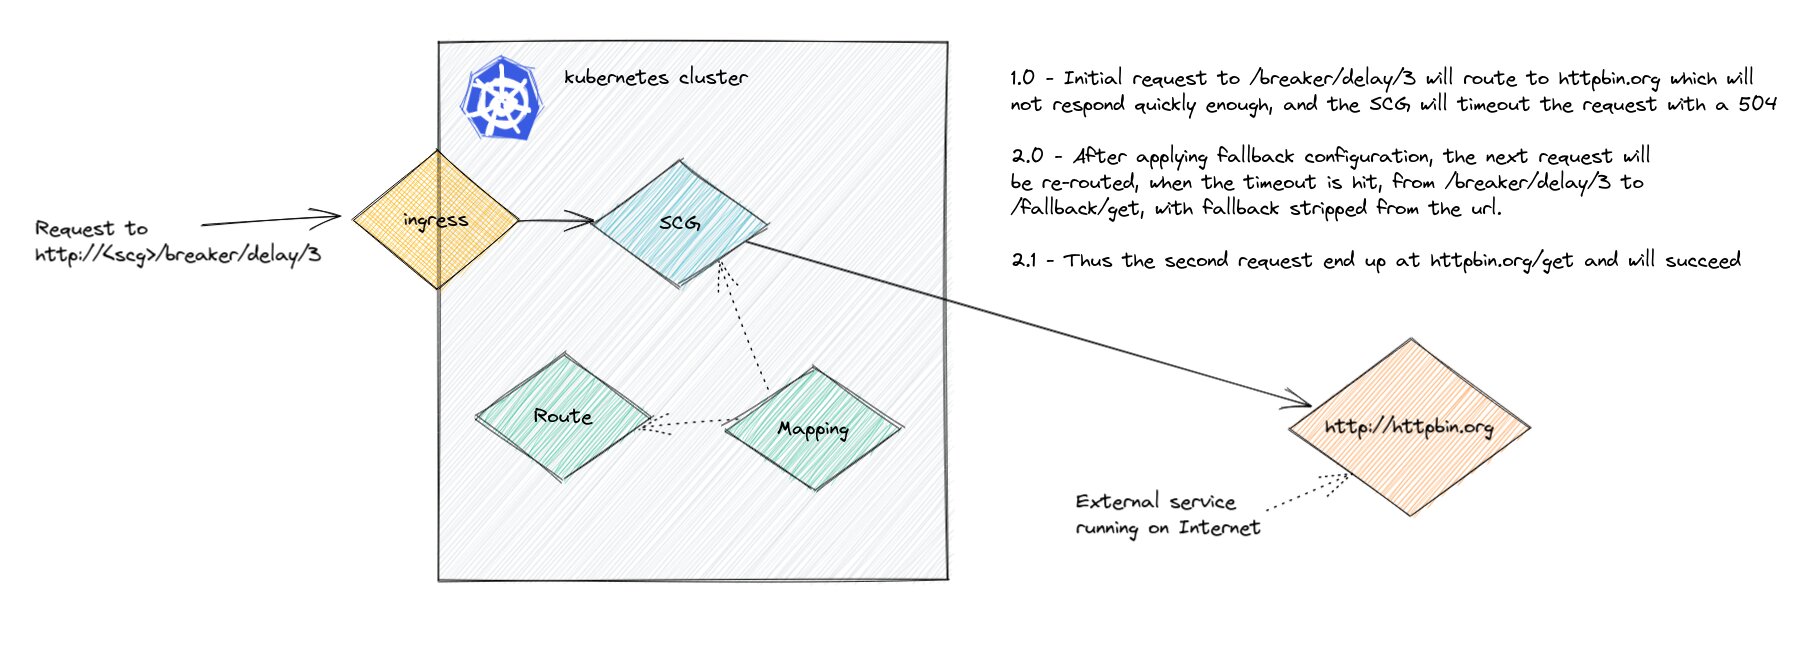 kubernetes cluster
1.0 - Initial request to /breaker/delay/3 will route to httpbin.org which will
not respond quickly enough, and the SCG will timeout the request with a 504
2.0 - After applying fallback configuration, the next request will
be re-routed, when the timeout is hit, from /breaker/delay/3 to
/fallback/get, with fallback stripped from the url.
2.1 - Thus the second request end up at httpbin.org/get and will succeed
Request to
http://<scg>/breaker/delay/3
ingress
SCG
Route
Mapping
http://httpbin.org
External service
running on Internet